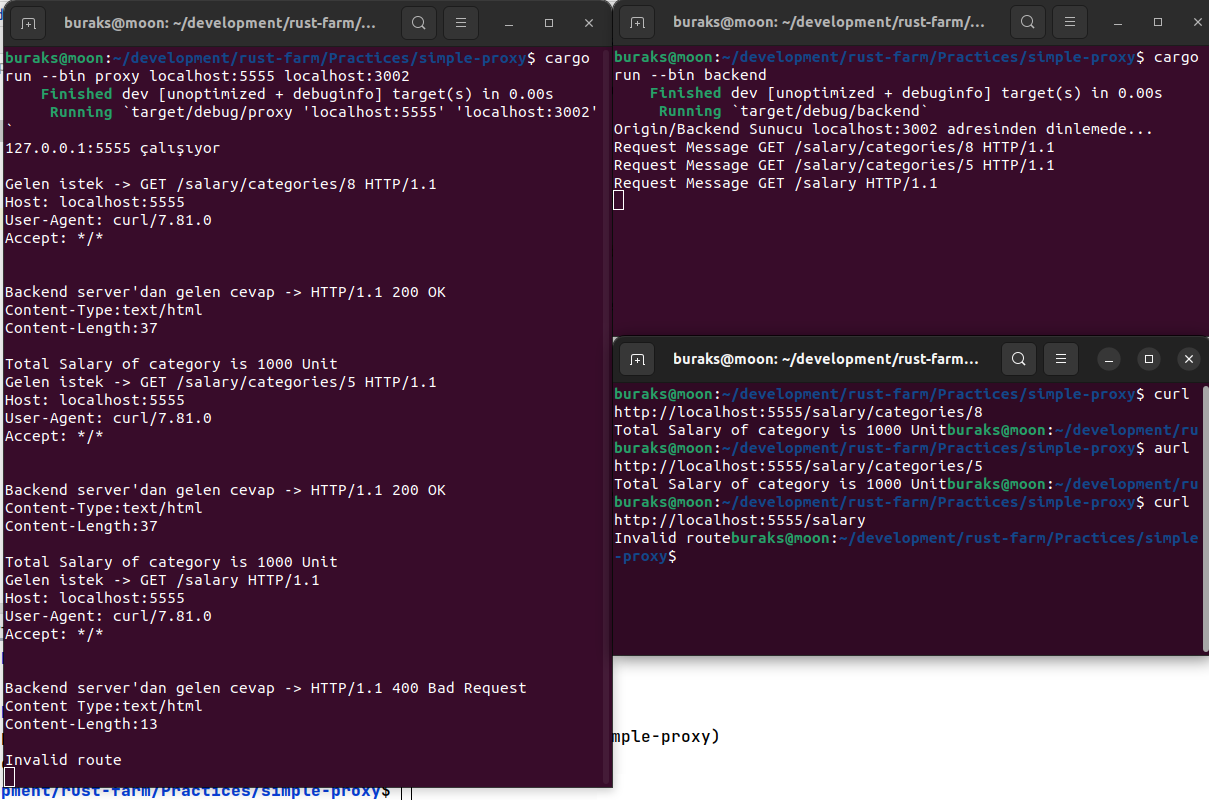 buraks@moon: ~/development/rust-farm/...
buraks@moon:~/development/rust-farm/Practices/simple-proxy$ cargo
run --bin proxy localhost:5555 localhost:3002
Finished dev [unoptimized + debuginfo] target(s) in 0.00s
Running `target/debug/proxy 'localhost:5555' 'localhost:3002'
`
127.0.0.1:5555 çalışıyor
Gelen istek -> GET /salary/categories/8 HTTP/1.1
Host: localhost:5555
User-Agent: curl/7.81.0
Accept: */*
Backend server'dan gelen cevap -> HTTP/1.1 200 OK
Content-Type:text/html
Content-Length:37
Total Salary of category is 1000 Unit
Gelen istek -> GET /salary/categories/5 HTTP/1.1
Host: localhost:5555
User-Agent: curl/7.81.0
Accept: */*
Backend server'dan gelen cevap -> HTTP/1.1 200 OK
Content-Type:text/html
Content-Length:37
Total Salary of category is 1000 Unit
Gelen istek -> GET /salary HTTP/1.1
Host: localhost:5555
User-Agent: curl/7.81.0
Accept: */*
Backend server'dan gelen cevap -> HTTP/1.1 400 Bad Request
Content Type:text/html
Content-Length:13
Invalid route
buraks@moon: ~/development/rust-farm/...
buraks@moon:~/development/rust-farm/Practices/simple-proxy$ cargo
run --bin backend
Finished dev [unoptimized + debuginfo] target(s) in 0.00s
Running `target/debug/backend`
Origin/Backend Sunucu localhost:3002 adresinden dinlemede...
Request Message GET /salary/categories/8 HTTP/1.1
Request Message GET /salary/categories/5 HTTP/1.1
Request Message GET /salary HTTP/1.1
buraks@moon: ~/development/rust-farm...
buraks@moon:~/development/rust-farm/Practices/simple-proxy$ curl
http://localhost:5555/salary/categories/8
Total Salary of category is 1000 Unitburaks@moon:~/development/ru
buraks@moon:~/development/rust-farm/Practices/simple-proxy$ aurl
http://localhost:5555/salary/categories/5
Total Salary of category is 1000 Unitburaks@moon:~/development/ru
buraks@moon:~/development/rust-farm/Practices/simple-proxy$ curl
http://localhost:5555/salary
Invalid routeburaks@moon:~/development/rust-farm/Practices/simple
-proxy$
mple-proxy)
pment/rust-farm/Practices/simple-proxy$